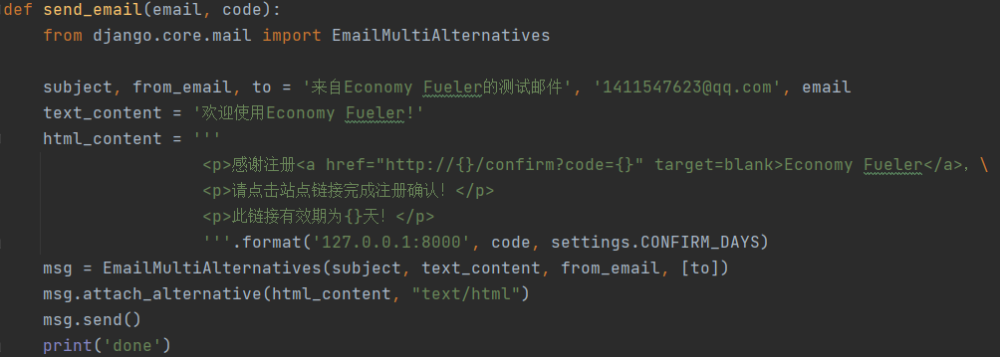 def send_email(email, code):
    from django.core.mail import EmailMultiAlternatives

    subject, from_email, to = '来自Economy Fueler的测试邮件', '1411547623@qq.com', email
    text_content = '欢迎使用Economy Fueler!'
    html_content = '''
                    <p>感谢注册<a href="http://{}/confirm?code={}" target=blank>Economy Fueler</a>，\
                    <p>请点击站点链接完成注册确认！</p>
                    <p>此链接有效期为{}天！</p>
                    '''.format('127.0.0.1:8000', code, settings.CONFIRM_DAYS)
    msg = EmailMultiAlternatives(subject, text_content, from_email, [to])
    msg.attach_alternative(html_content, "text/html")
    msg.send()
    print('done')